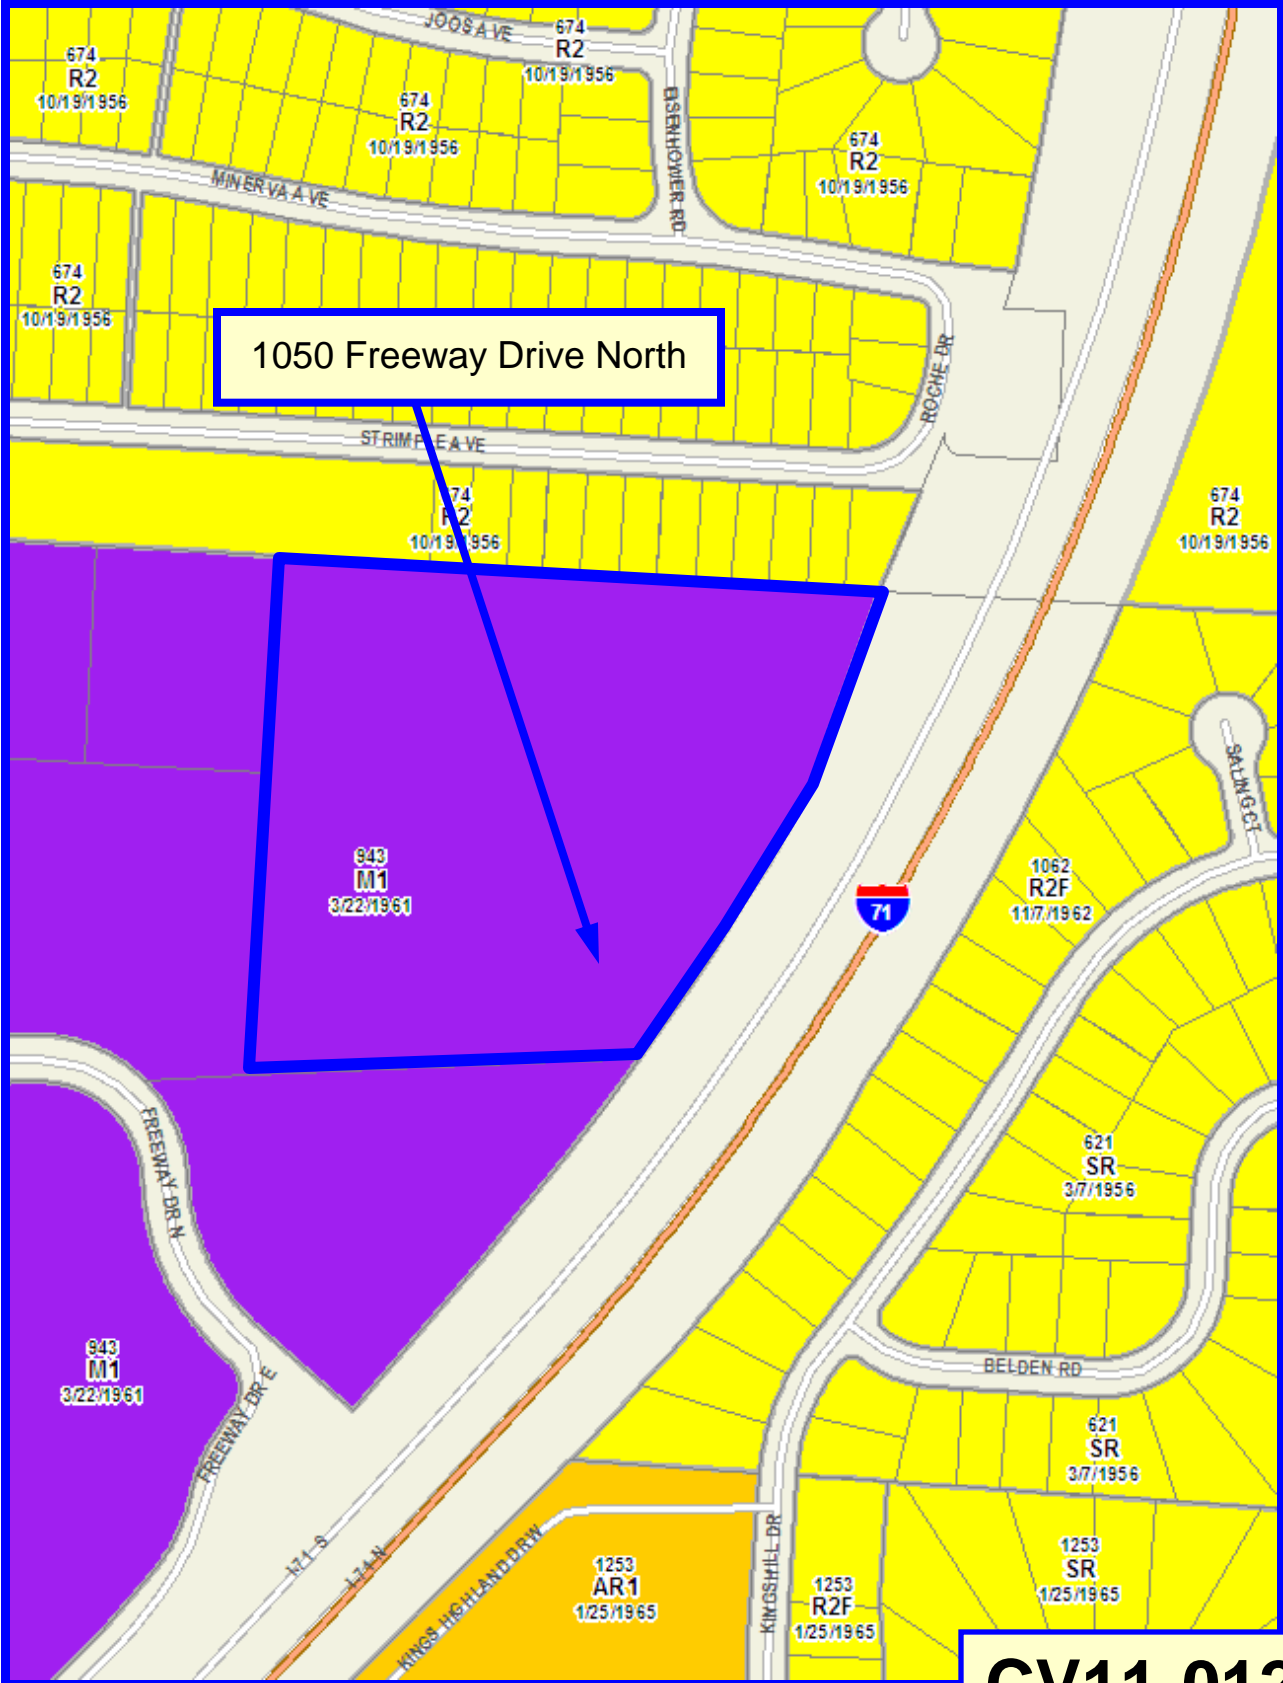 JOOS AVE
674
R2
10/19/1956
674
R2
10/19/1956
674
R2
10/19/1956
EISENHOWER RD
674
R2
10/19/1956
MINERVA AVE
674
R2
10/19/1956
1050 Freeway Drive North
ROCHE DR
674
R2
10/19/1956
SALING CT
943
M1
3/22/1961
1062
R2F
11/7/1962
71
FREEWAY DR N
621
SR
3/7/1956
943
M1
3/22/1961
BELDEN RD
FREEWAY DR E
621
SR
3/7/1956
I-71 S
I-71 N
KINGS HIGHLAND DR W
1253
AR1
1/25/1965
KINGSHILL DR
1253
R2F
1/25/1965
1253
SR
1/25/1965